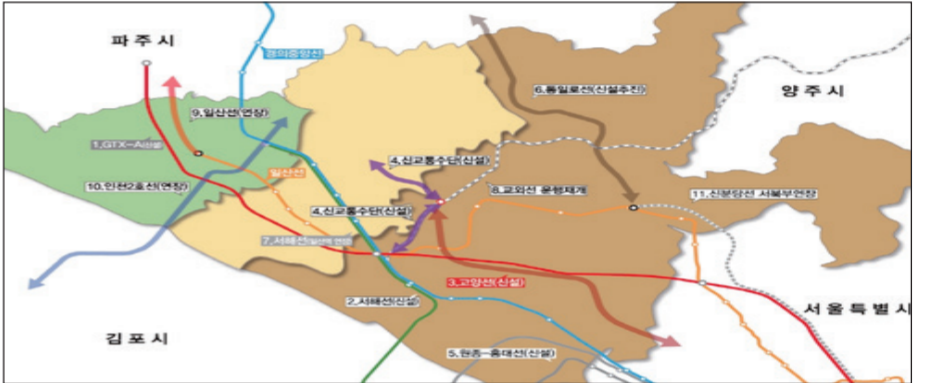 파주시
경의중앙선
6.통일로선(신설추진)
양주시
9.일산선(연장)
1.GTX-A(신설)
4.신교통수단(신설)
일산선
10.인천2호선(연장)
8.교외선 운행재개
11.신분당선 서북부연장
4.신교통수단(신설)
7.서해선(일산역 연장)
3.고양선(신설)
2.서해선(신설)
서울특별시
김포시
5.원종-홍대선(신설)